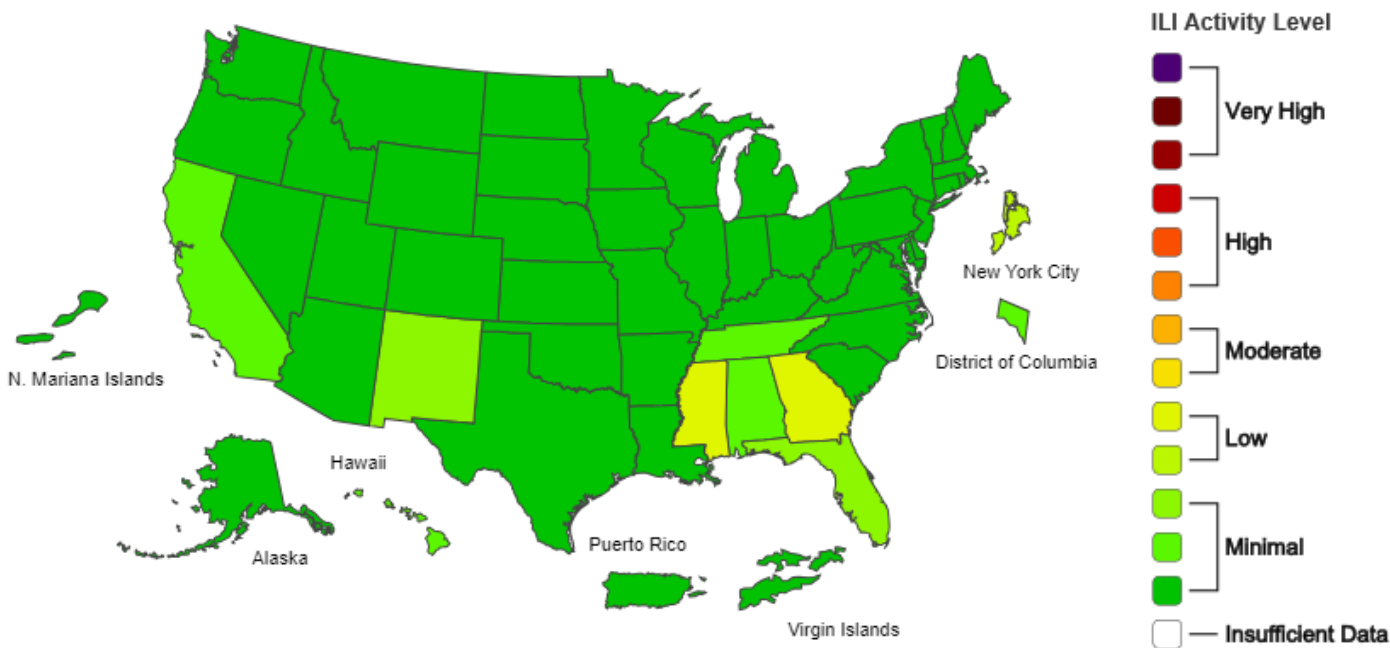 ILI Activity Level
Very High
High
Moderate
Low
Minimal
Insufficient Data
New York City
District of Columbia
N. Mariana Islands
Hawaii
Alaska
Puerto Rico
Virgin Islands